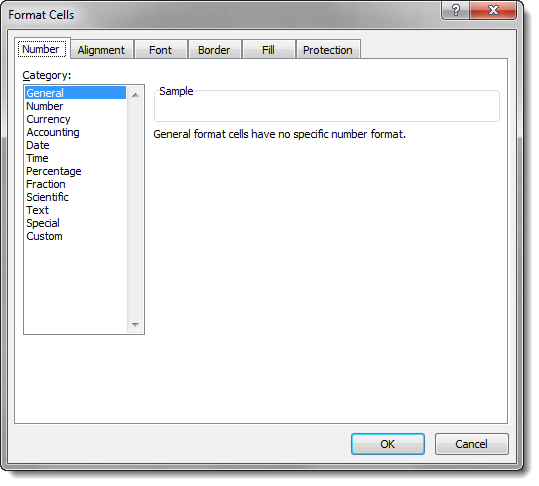 Format Cells
?
Number Alignment Font Border Fill Protection
Category:
General
Number
Currency
Accounting
Date
Time
Percentage
Fraction
Scientific
Text
Special
Custom
Sample
General format cells have no specific number format.
OK Cancel